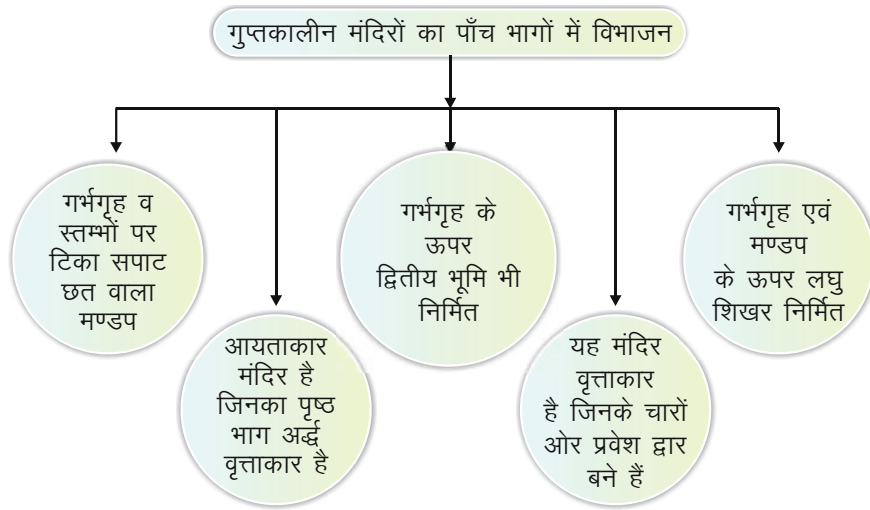 गुप्तकालीन मंदिरों का पाँच भागों में विभाजन
गर्भगृह व
स्तम्भों पर
टिका सपाट
छत वाला
मण्डप
आयताकार
मंदिर है
जिनका पृष्ठ
भाग अर्द्ध
वृत्ताकार है
गर्भगृह के
ऊपर
द्वितीय भूमि भी
निर्मित
यह मंदिर
वृत्ताकार
है जिनके चारों
ओर प्रवेश द्वार
बने हैं
गर्भगृह एवं
मण्डप
के ऊपर लघु
शिखर निर्मित